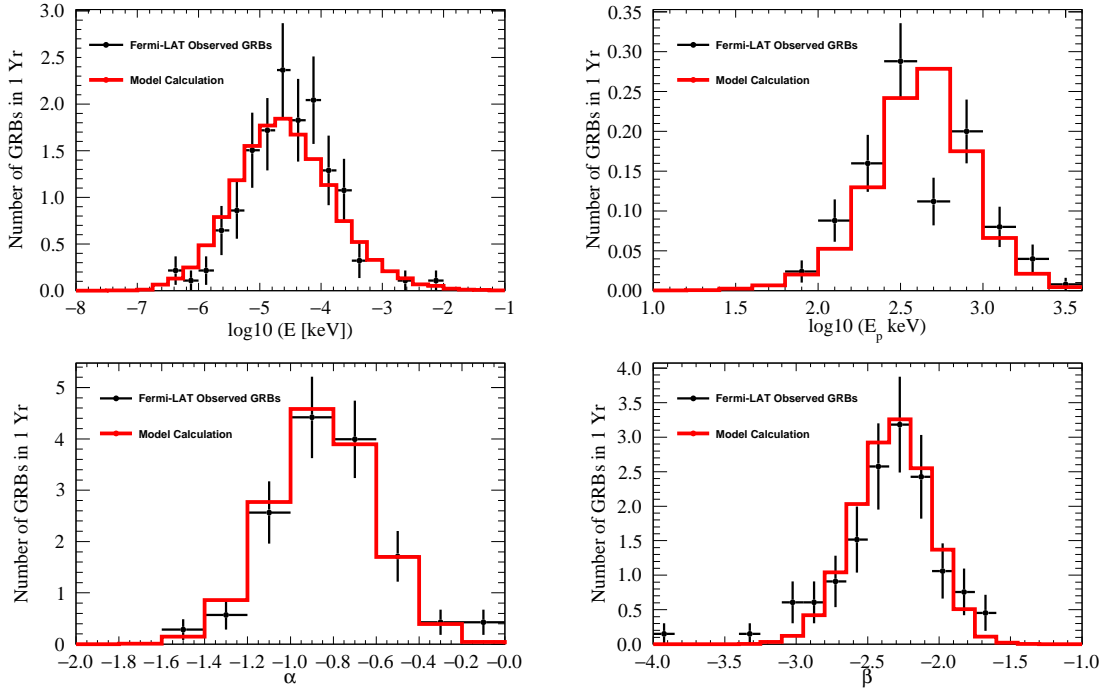 Number of GRBs in 1 Yr
3.0
2.5
2.0
1.5
1.0
0.5
0.0
Fermi-LAT Observed GRBs
Model Calculation
−8 −7 −6 −5 −4 −3 −2 −1
log10 (E [keV])
Number of GRBs in 1 Yr
0.35
0.30
0.25
0.20
0.15
0.10
0.05
0.00
Fermi-LAT Observed GRBs
Model Calculation
1.0 1.5 2.0 2.5 3.0 3.5
log10 (E_p keV)
Number of GRBs in 1 Yr
5
4
3
2
1
0
Fermi-LAT Observed GRBs
Model Calculation
−2.0 −1.8 −1.6 −1.4 −1.2 −1.0 −0.8 −0.6 −0.4 −0.2 0.0
α
Number of GRBs in 1 Yr
4.0
3.5
3.0
2.5
2.0
1.5
1.0
0.5
0.0
Fermi-LAT Observed GRBs
Model Calculation
−4.0 −3.5 −3.0 −2.5 −2.0 −1.5 −1.0
β